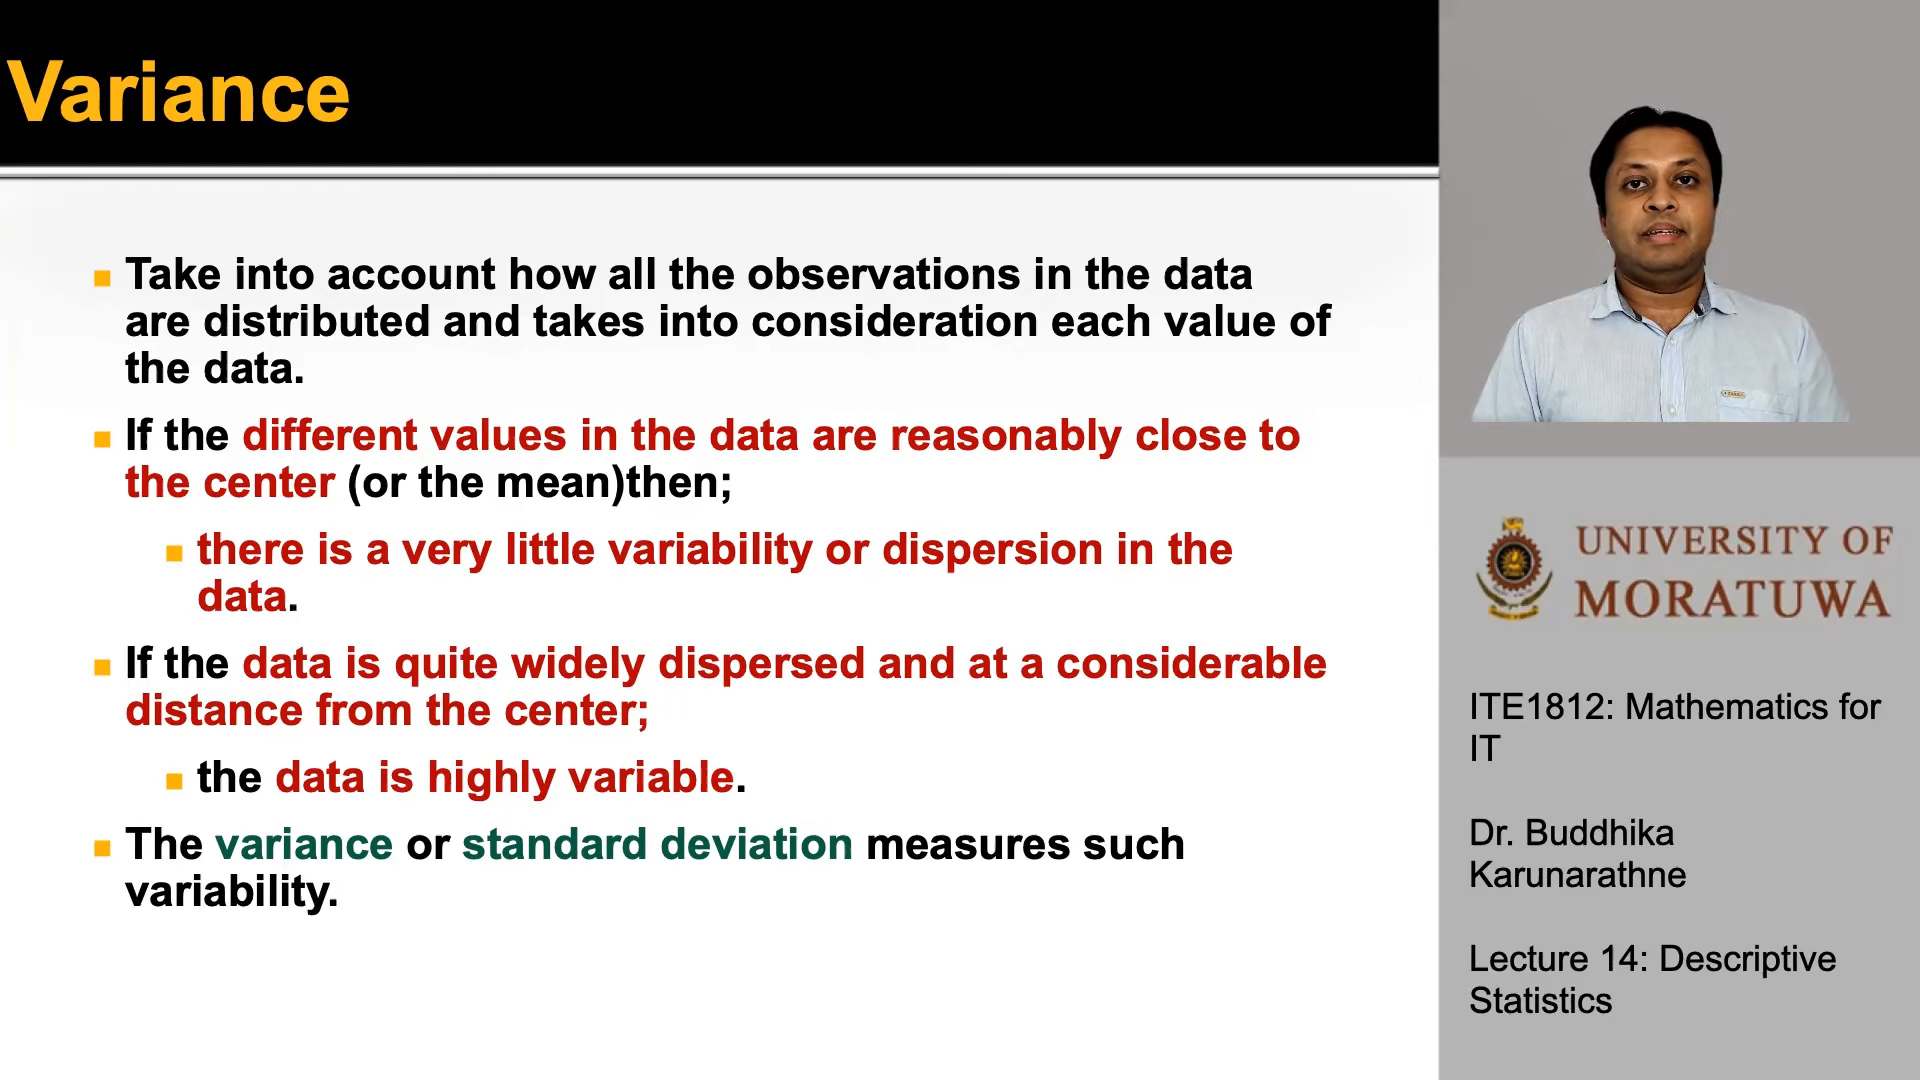 Variance
Take into account how all the observations in the data
are distributed and takes into consideration each value of
the data.
If the different values in the data are reasonably close to
the center (or the mean)then;
there is a very little variability or dispersion in the
data.
If the data is quite widely dispersed and at a considerable
distance from the center;
the data is highly variable.
The variance or standard deviation measures such
variability.
UNIVERSITY OF
MORATUWA
ITE1812: Mathematics for
IT
Dr. Buddhika
Karunarathne
Lecture 14: Descriptive
Statistics